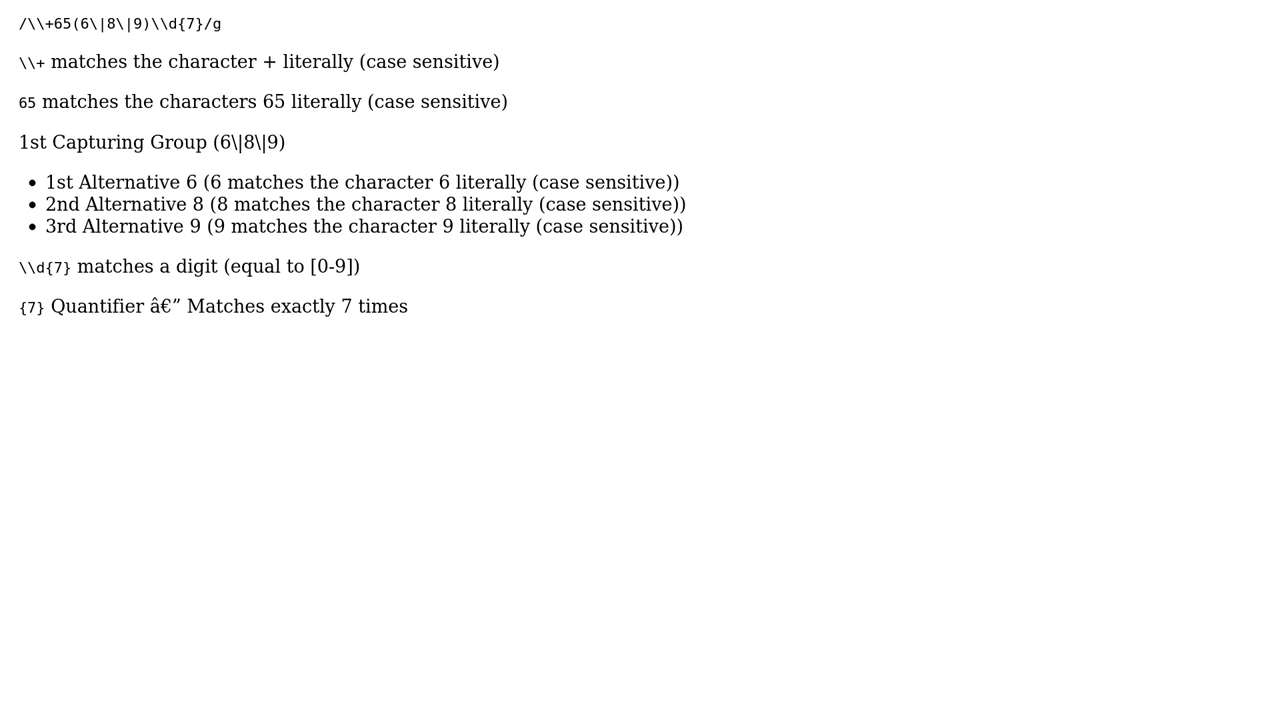 /\\+65(6\|8\|9)\\d{7}/g
\\+ matches the character + literally (case sensitive)
65 matches the characters 65 literally (case sensitive)
1st Capturing Group (6\|8\|9)
• 1st Alternative 6 (6 matches the character 6 literally (case sensitive))
• 2nd Alternative 8 (8 matches the character 8 literally (case sensitive))
• 3rd Alternative 9 (9 matches the character 9 literally (case sensitive))
\\d{7} matches a digit (equal to [0-9])
{7} Quantifier â€” Matches exactly 7 times